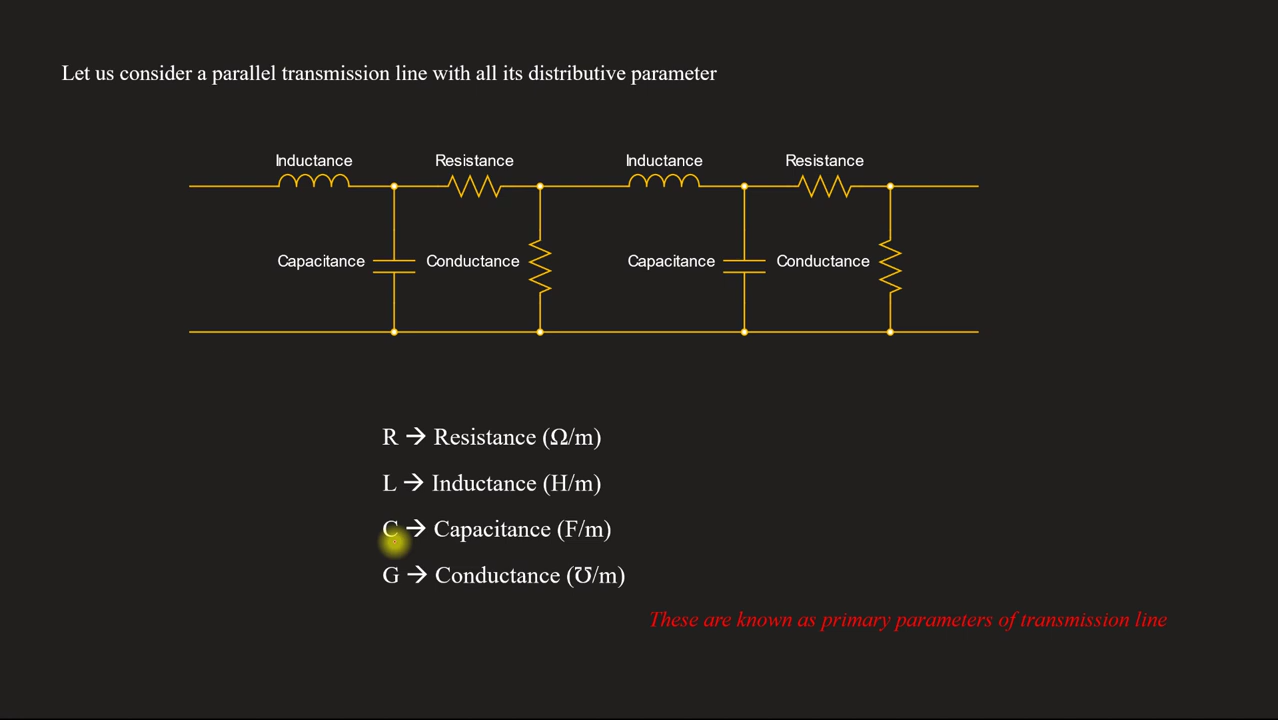 Let us consider a parallel transmission line with all its distributive parameter
Inductance Resistance Inductance Resistance
Capacitance Conductance Capacitance Conductance
R → Resistance (Ω/m)
L → Inductance (H/m)
C → Capacitance (F/m)
G → Conductance (℧/m)
These are known as primary parameters of transmission line